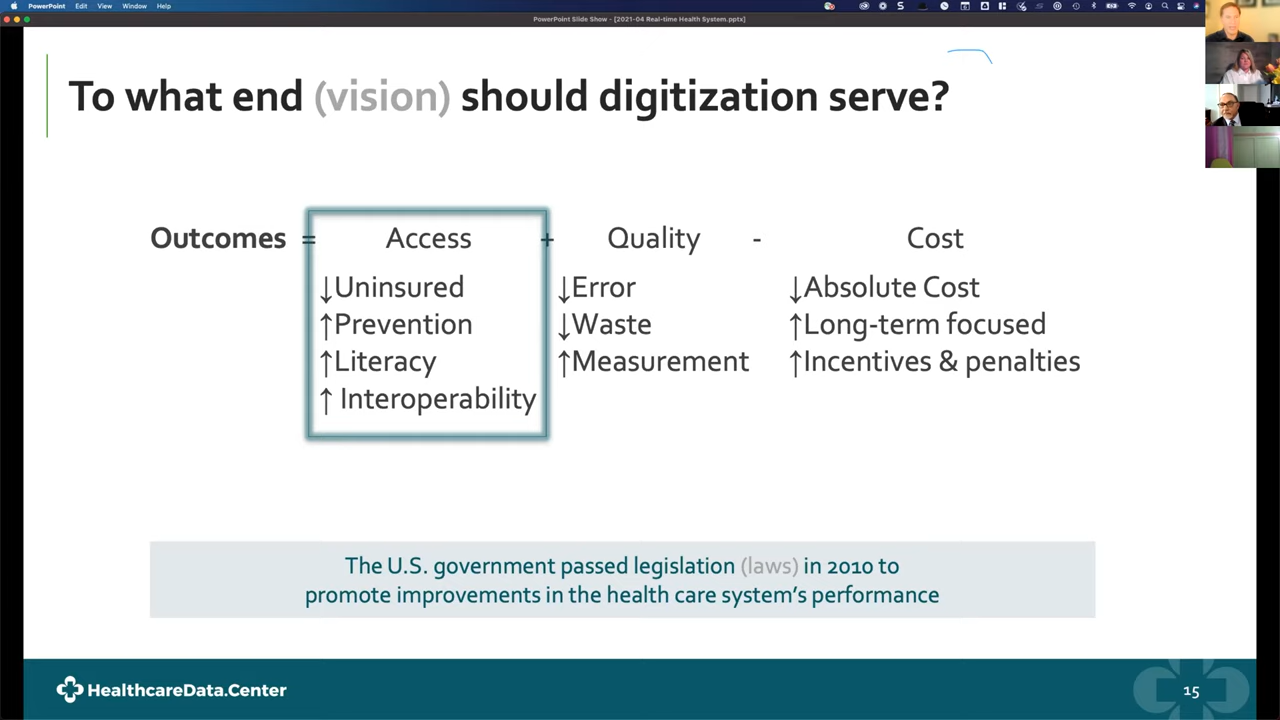 PowerPoint Edit View Window Help
PowerPoint Slide Show - [2021-04 Real-time Health System.pptx]
To what end (vision) should digitization serve?
Outcomes = Access + Quality - Cost
↓Uninsured ↓Error ↓Absolute Cost
↑Prevention ↓Waste ↑Long-term focused
↑Literacy ↑Measurement ↑Incentives & penalties
↑ Interoperability
The U.S. government passed legislation (laws) in 2010 to
promote improvements in the health care system's performance
HealthcareData.Center
15